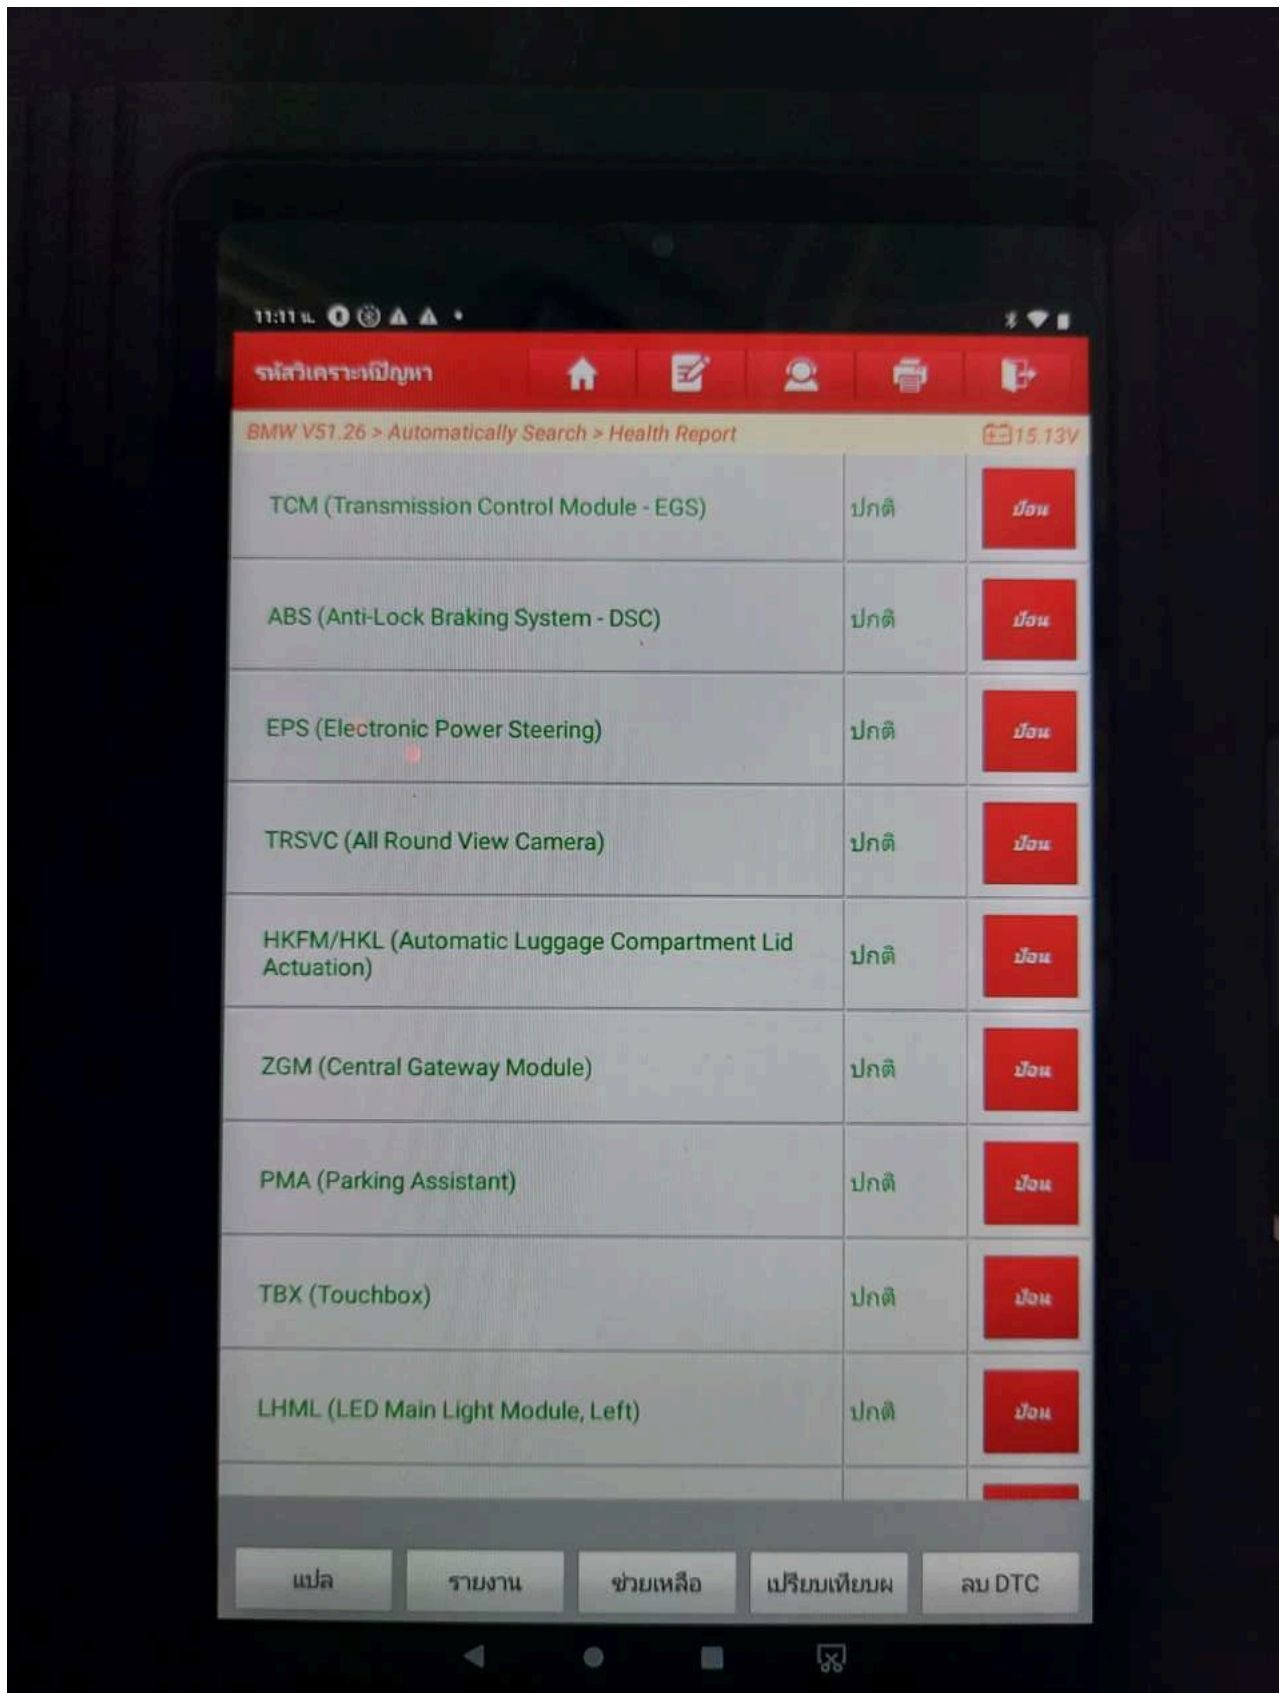 11:11 น.
รหัสวิเคราะห์ปัญหา
BMW V51.26 > Automatically Search > Health Report
15.13V
TCM (Transmission Control Module - EGS)
ปกติ
ป้อน
ABS (Anti-Lock Braking System - DSC)
ปกติ
ป้อน
EPS (Electronic Power Steering)
ปกติ
ป้อน
TRSVC (All Round View Camera)
ปกติ
ป้อน
HKFM/HKL (Automatic Luggage Compartment Lid
Actuation)
ปกติ
ป้อน
ZGM (Central Gateway Module)
ปกติ
ป้อน
PMA (Parking Assistant)
ปกติ
ป้อน
TBX (Touchbox)
ปกติ
ป้อน
LHML (LED Main Light Module, Left)
ปกติ
ป้อน
แปล
รายงาน
ช่วยเหลือ
เปรียบเทียบผ
ลบ DTC